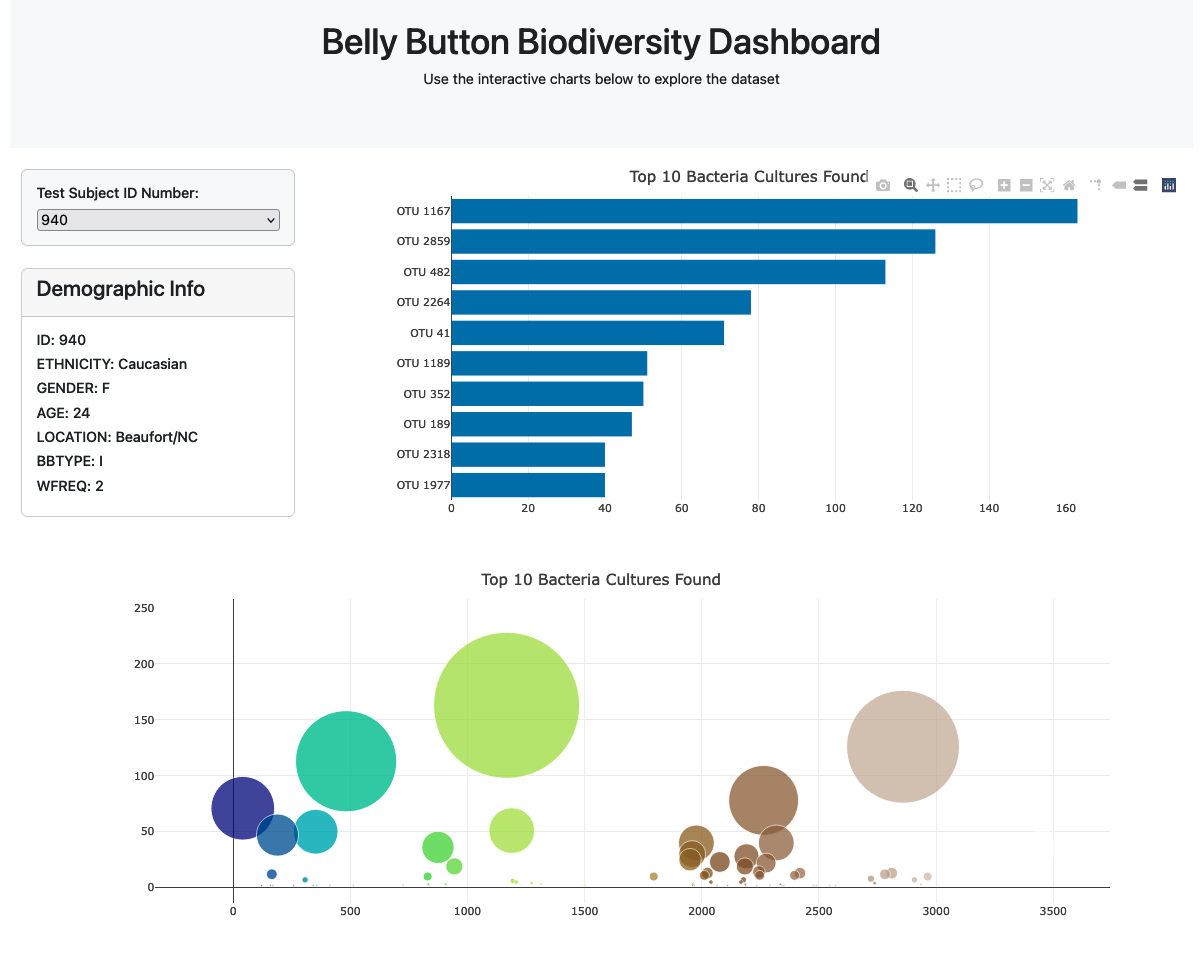 Belly Button Biodiversity Dashboard
Use the interactive charts below to explore the dataset
Test Subject ID Number:
940
Demographic Info
ID: 940
ETHNICITY: Caucasian
GENDER: F
AGE: 24
LOCATION: Beaufort/NC
BBTYPE: I
WFREQ: 2
Top 10 Bacteria Cultures Found
OTU 1167
OTU 2859
OTU 482
OTU 2264
OTU 41
OTU 1189
OTU 352
OTU 189
OTU 2318
OTU 1977
0 20 40 60 80 100 120 140 160
Top 10 Bacteria Cultures Found
250
200
150
100
50
0
0 500 1000 1500 2000 2500 3000 3500